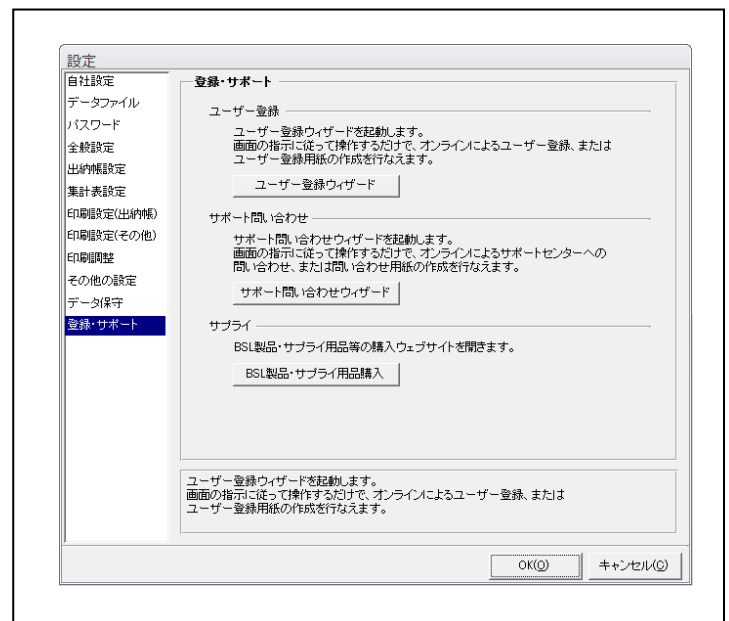 設定
自社設定
データファイル
パスワード
全般設定
出納帳設定
集計表設定
印刷設定(出納帳)
印刷設定(その他)
印刷調整
その他の設定
データ保守
登録・サポート
登録・サポート
ユーザー登録
ユーザー登録ウィザードを起動します。
画面の指示に従って操作するだけで、オンラインによるユーザー登録、または
ユーザー登録用紙の作成を行なえます。
ユーザー登録ウィザード
サポート問い合わせ
サポート問い合わせウィザードを起動します。
画面の指示に従って操作するだけで、オンラインによるサポートセンターへの
問い合わせ、または問い合わせ用紙の作成を行なえます。
サポート問い合わせウィザード
サプライ
BSL製品・サプライ用品等の購入ウェブサイトを開きます。
BSL製品・サプライ用品購入
ユーザー登録ウィザードを起動します。
画面の指示に従って操作するだけで、オンラインによるユーザー登録、または
ユーザー登録用紙の作成を行なえます。
OK(O) キャンセル(C)